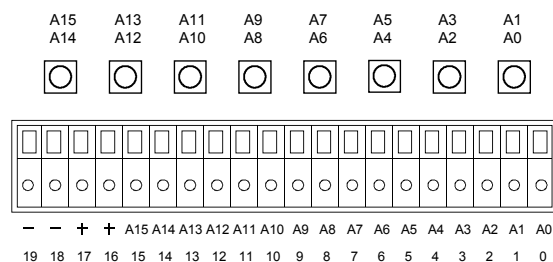 A15 A13 A11 A9 A7 A5 A3 A1
A14 A12 A10 A8 A6 A4 A2 A0
− − + + A15 A14 A13 A12 A11 A10 A9 A8 A7 A6 A5 A4 A3 A2 A1 A0
19 18 17 16 15 14 13 12 11 10 9 8 7 6 5 4 3 2 1 0